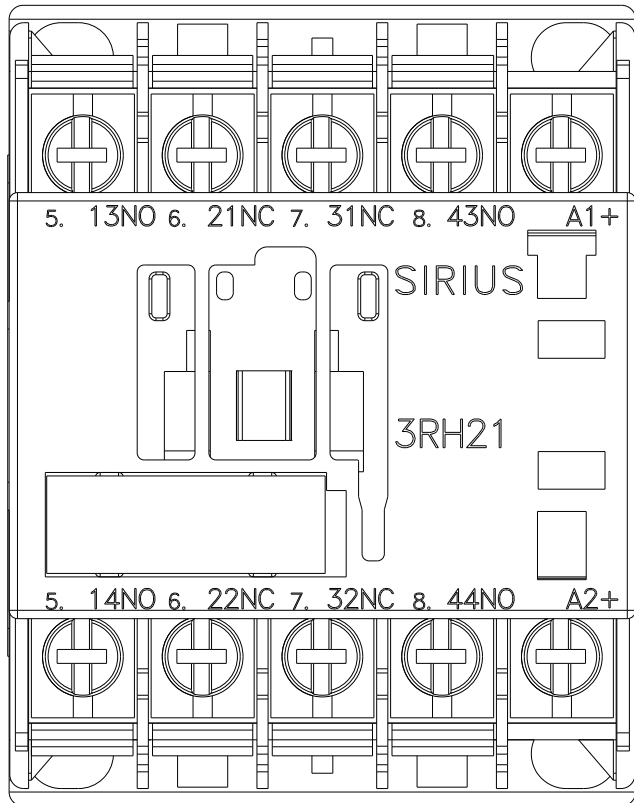 5. 13NO 6. 21NC 7. 31NC 8. 43NO A1+
SIRIUS
3RH21
5. 14NO 6. 22NC 7. 32NC 8. 44NO A2+